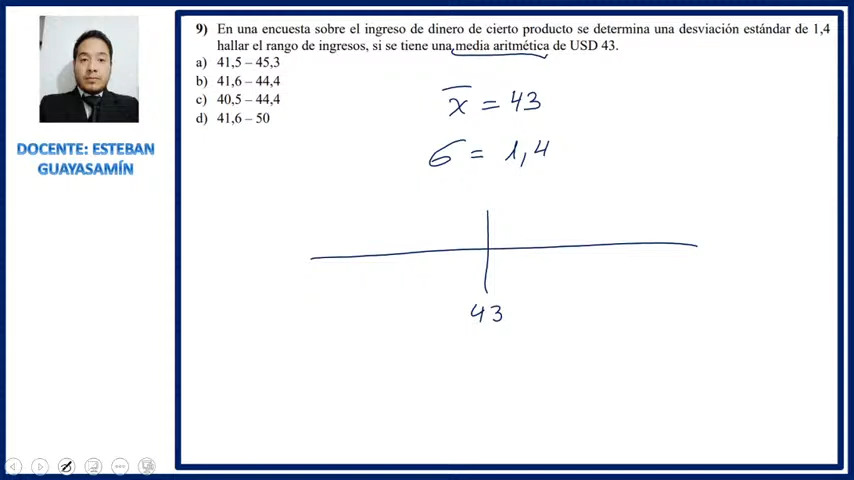 9) En una encuesta sobre el ingreso de dinero de cierto producto se determina una desviación estándar de 1,4
hallar el rango de ingresos, si se tiene una media aritmética de USD 43.
a) 41,5 – 45,3
b) 41,6 – 44,4
c) 40,5 – 44,4
d) 41,6 – 50
x̄ = 43
DOCENTE: ESTEBAN
GUAYASAMÍN
σ = 1,4
43